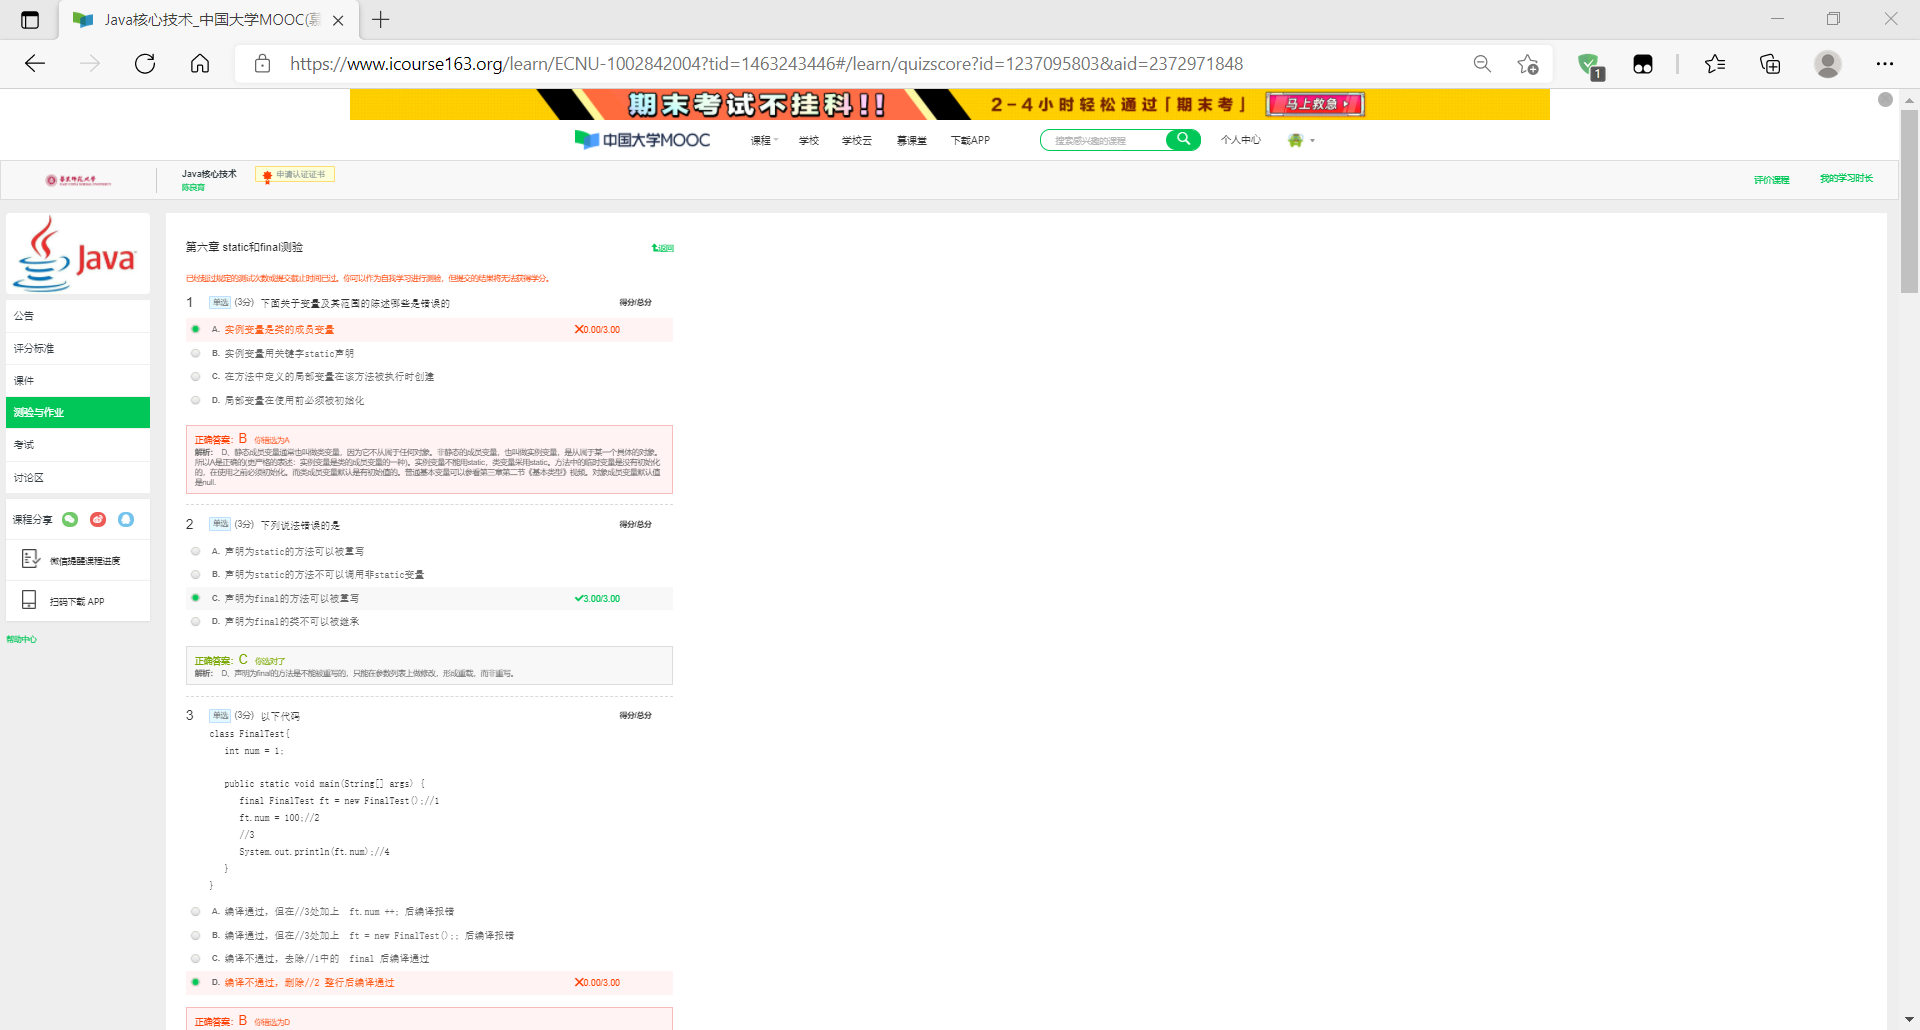 Java核心技术_中国大学MOOC(慕
https://www.icourse163.org/learn/ECNU-1002842004?tid=1463243446#/learn/quizscore?id=1237095803&aid=2372971848
1
期末考试不挂科!! 2-4小时轻松通过「期末考」 马上救急
中国大学MOOC 课程 学校 学校云 慕课堂 下载APP 搜索感兴趣的课程 个人中心
Java核心技术 申请认证证书
陈良育
评价课程 我的学习时长
Java
公告
评分标准
课件
测验与作业
考试
讨论区
课程分享
微信提醒课程进度
扫码下载 APP
帮助中心
第六章 static和final测验 返回
已经超过规定的测试次数或提交截止时间已过。你可以作为自我学习进行测验，但提交的结果将无法获得学分。
1 单选 (3分) 下面关于变量及其范围的陈述哪些是错误的 得分/总分
A. 实例变量是类的成员变量 0.00/3.00
B. 实例变量用关键字static声明
C. 在方法中定义的局部变量在该方法被执行时创建
D. 局部变量在使用前必须被初始化
正确答案：B 你错选为A
解析： D、静态成员变量通常也叫做类变量，因为它不从属于任何对象。非静态的成员变量，也叫做实例变量，是从属于某一个具体的对象。
所以A是正确的(更严格的表述：实例变量是类的成员变量的一种)。实例变量不能用static，类变量采用static。方法中的临时变量是没有初始化
的，在使用之前必须初始化。而类成员变量默认是有初始值的。普通基本变量可以参看第三章第二节《基本类型》视频。对象成员变量默认值
是null.
2 单选 (3分) 下列说法错误的是 得分/总分
A. 声明为static的方法可以被重写
B. 声明为static的方法不可以调用非static变量
C. 声明为final的方法可以被重写 3.00/3.00
D. 声明为final的类不可以被继承
正确答案：C 你选对了
解析： D、声明为final的方法是不能被重写的，只能在参数列表上做修改，形成重载，而非重写。
3 单选 (3分) 以下代码 得分/总分
class FinalTest{
int num = 1;
public static void main(String[] args) {
final FinalTest ft = new FinalTest();//1
ft.num = 100;//2
//3
System.out.println(ft.num);//4
}
}
A. 编译通过，但在//3处加上 ft.num ++; 后编译报错
B. 编译通过，但在//3处加上 ft = new FinalTest();; 后编译报错
C. 编译不通过，去除//1中的 final 后编译通过
D. 编译不通过，删除//2 整行后编译通过 0.00/3.00
正确答案：B 你错选为D